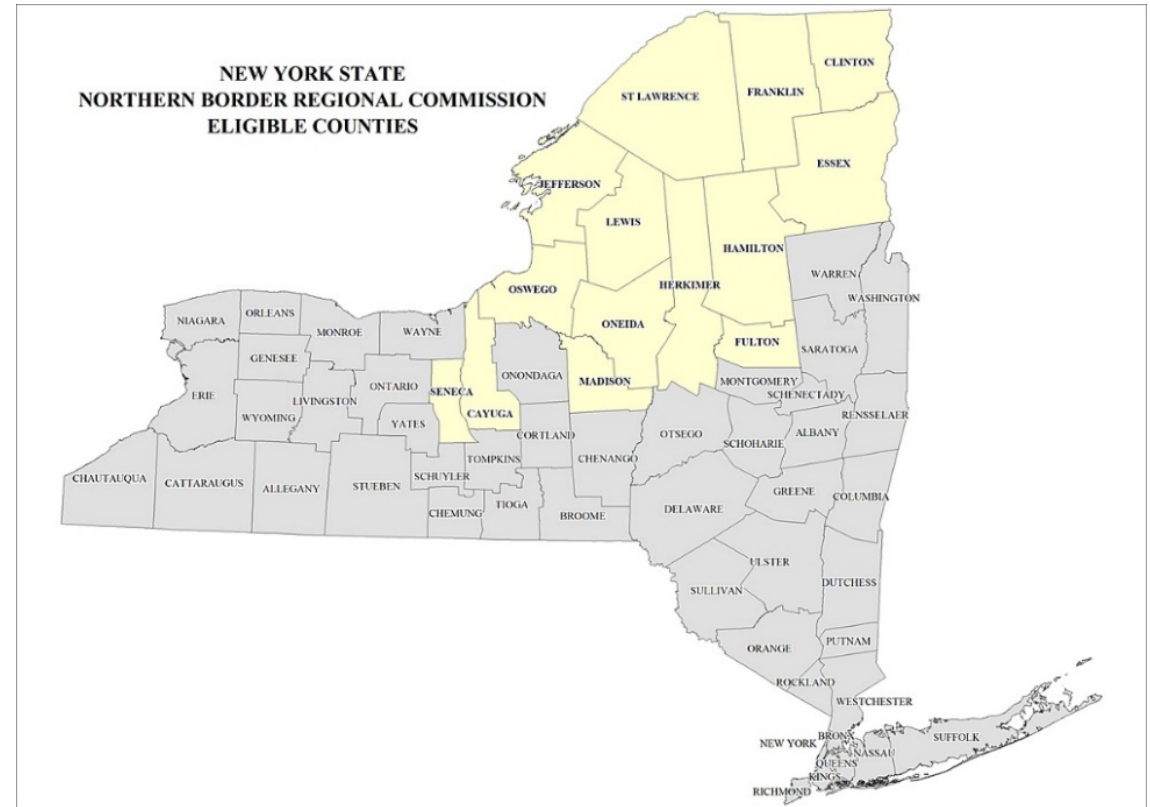 NEW YORK STATE
NORTHERN BORDER REGIONAL COMMISSION
ELIGIBLE COUNTIES
CLINTON
FRANKLIN
ST LAWRENCE
ESSEX
JEFFERSON
LEWIS
HAMILTON
WARREN
HERKIMER
OSWEGO
WASHINGTON
ORLEANS
NIAGARA
MONROE
WAYNE
ONEIDA
FULTON
SARATOGA
GENESEE
ONONDAGA
MADISON
MONTGOMERY
ONTARIO
SENECA
SCHENECTADY
ERIE
LIVINGSTON
CAYUGA
RENSSELAER
WYOMING
YATES
CORTLAND
OTSEGO
ALBANY
SCHOHARIE
TOMPKINS
CHENANGO
CHAUTAUQUA
CATTARAUGUS
ALLEGANY
STUEBEN
SCHUYLER
GREENE
COLUMBIA
TIOGA
DELAWARE
CHEMUNG
BROOME
ULSTER
DUTCHESS
SULLIVAN
PUTNAM
ORANGE
ROCKLAND
WESTCHESTER
BRONX
SUFFOLK
NEW YORK
NASSAU
QUEENS
KINGS
RICHMOND